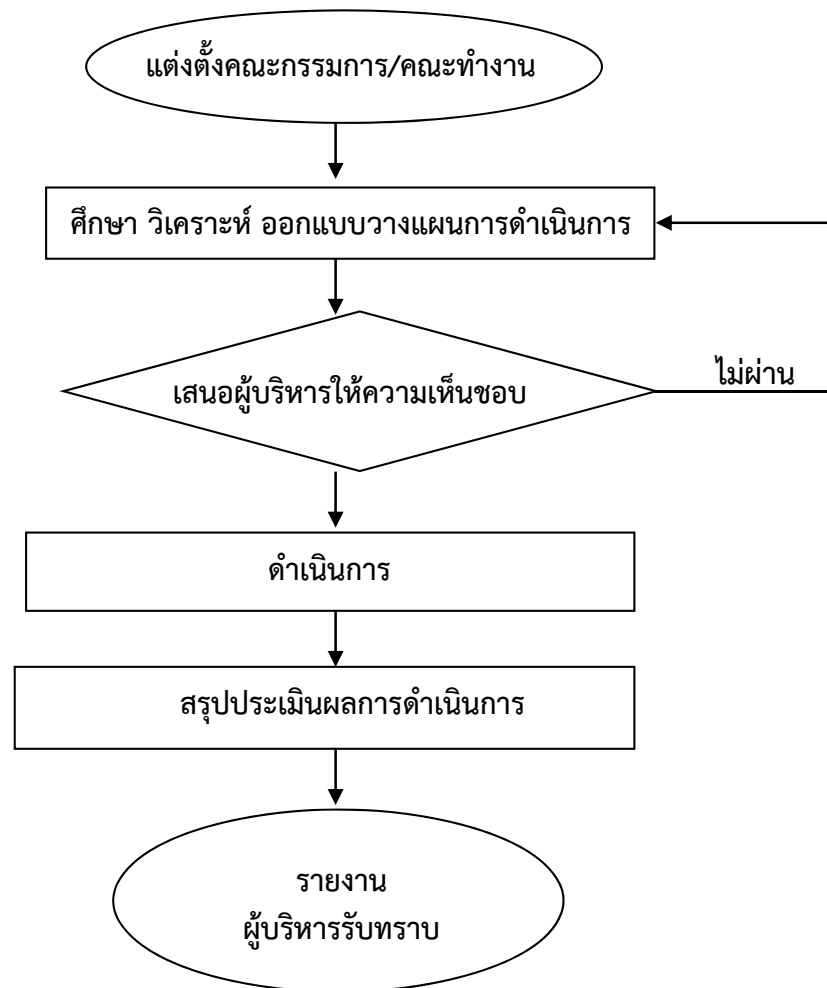 แต่งตั้งคณะกรรมการ/คณะทำงาน
ศึกษา วิเคราะห์ ออกแบบวางแผนการดำเนินการ
เสนอผู้บริหารให้ความเห็นชอบ
ไม่ผ่าน
ดำเนินการ
สรุปประเมินผลการดำเนินการ
รายงาน
ผู้บริหารรับทราบ